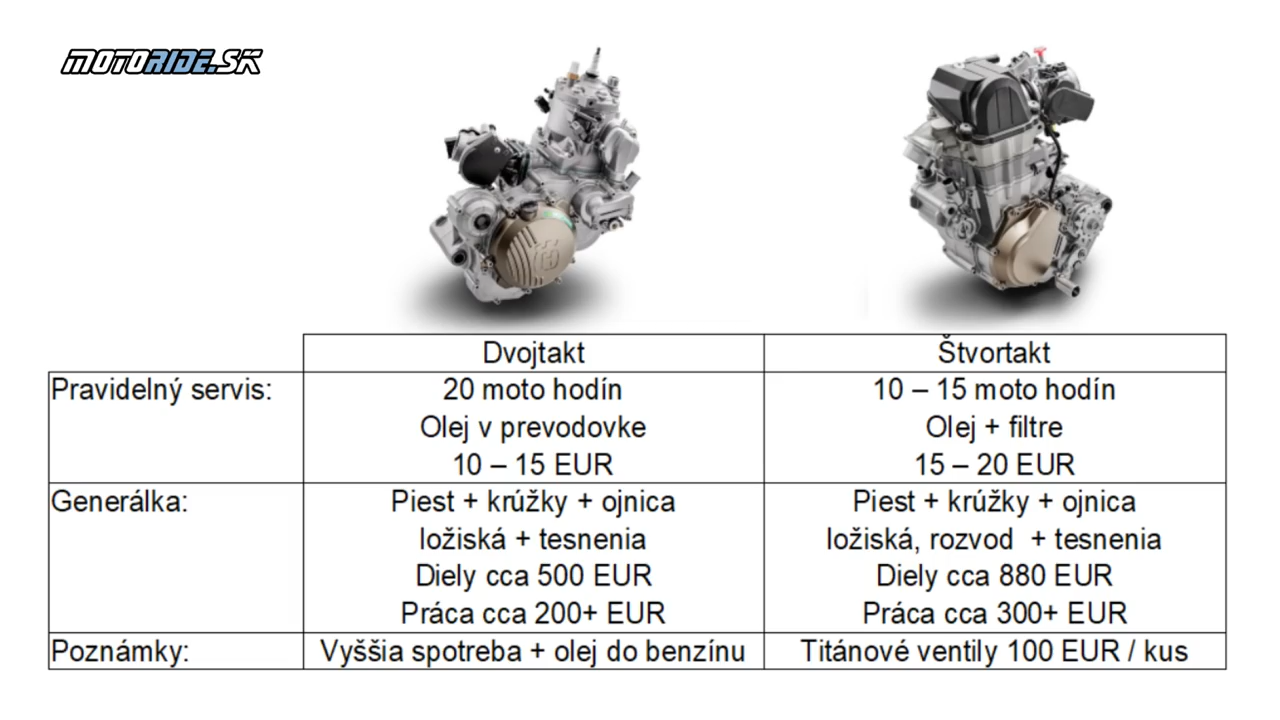 MOTORIDE.SK
Dvojtakt Štvortakt
Pravidelný servis: 20 moto hodín 10 – 15 moto hodín
Olej v prevodovke Olej + filtre
10 – 15 EUR 15 – 20 EUR
Generálka: Piest + krúžky + ojnica Piest + krúžky + ojnica
ložiská + tesnenia ložiská, rozvod + tesnenia
Diely cca 500 EUR Diely cca 880 EUR
Práca cca 200+ EUR Práca cca 300+ EUR
Poznámky: Vyššia spotreba + olej do benzínu Titánové ventily 100 EUR / kus